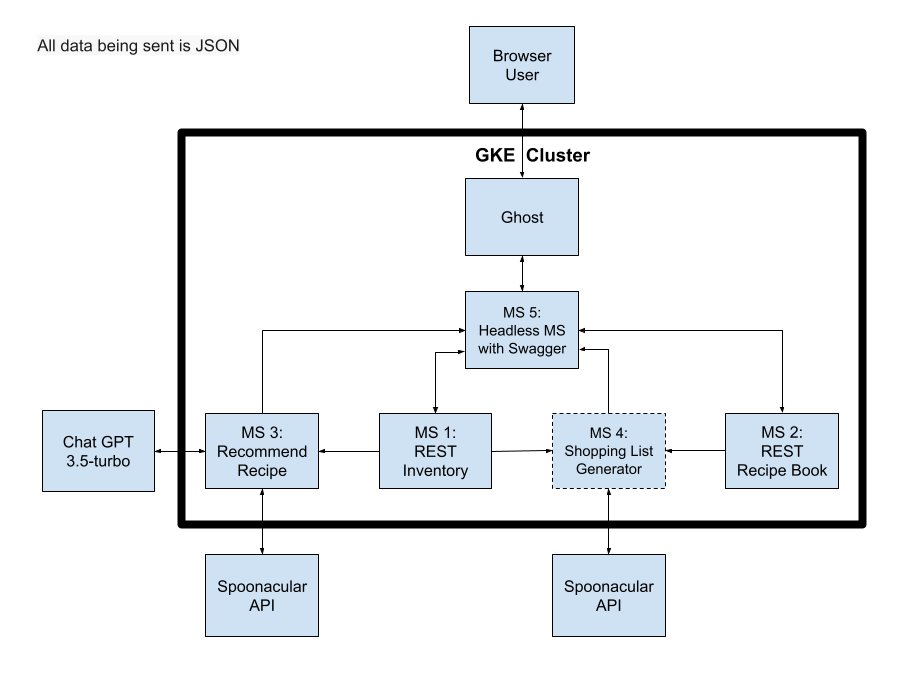 All data being sent is JSON
Browser
User
GKE Cluster
Ghost
MS 5:
Headless MS
with Swagger
Chat GPT
3.5-turbo
MS 3:
Recommend
Recipe
MS 1:
REST
Inventory
MS 4:
Shopping List
Generator
MS 2:
REST
Recipe Book
Spoonacular
API
Spoonacular
API